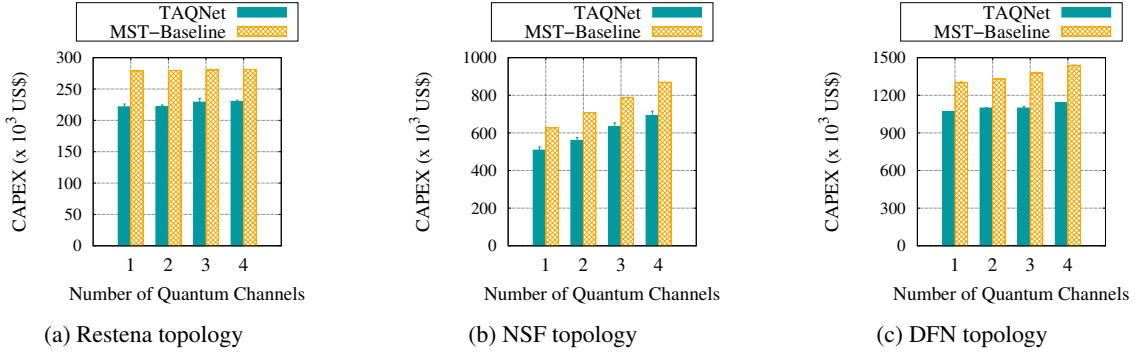 TAQNet
MST−Baseline
300
250
200
150
100
50
0
CAPEX (x 10³ US$)
1 2 3 4
Number of Quantum Channels
(a) Restena topology
TAQNet
MST−Baseline
1000
800
600
400
200
0
CAPEX (x 10³ US$)
1 2 3 4
Number of Quantum Channels
(b) NSF topology
TAQNet
MST−Baseline
1500
1200
900
600
300
0
CAPEX (x 10³ US$)
1 2 3 4
Number of Quantum Channels
(c) DFN topology